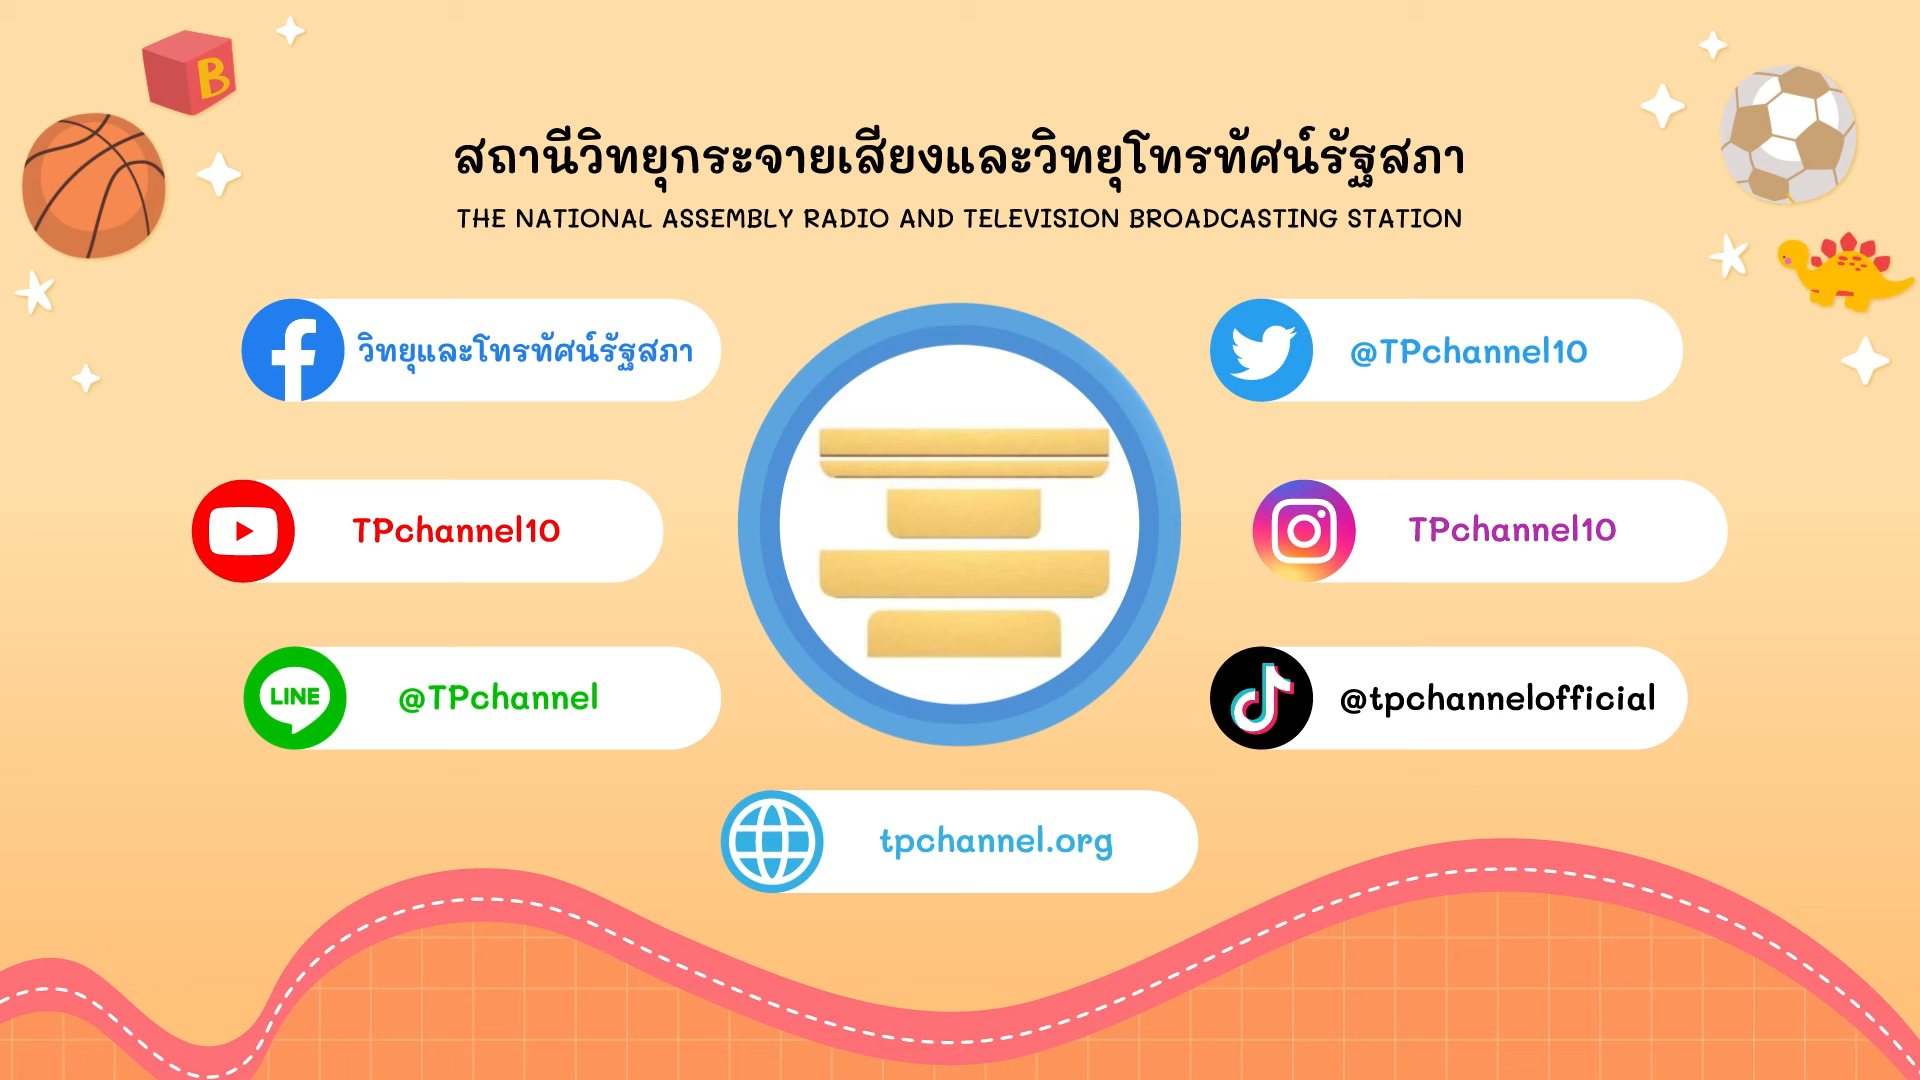 B
สถานีวิทยุกระจายเสียงและวิทยุโทรทัศน์รัฐสภา
THE NATIONAL ASSEMBLY RADIO AND TELEVISION BROADCASTING STATION
วิทยุและโทรทัศน์รัฐสภา
@TPchannel10
TPchannel10
TPchannel10
LINE
@TPchannel
@tpchannelofficial
tpchannel.org